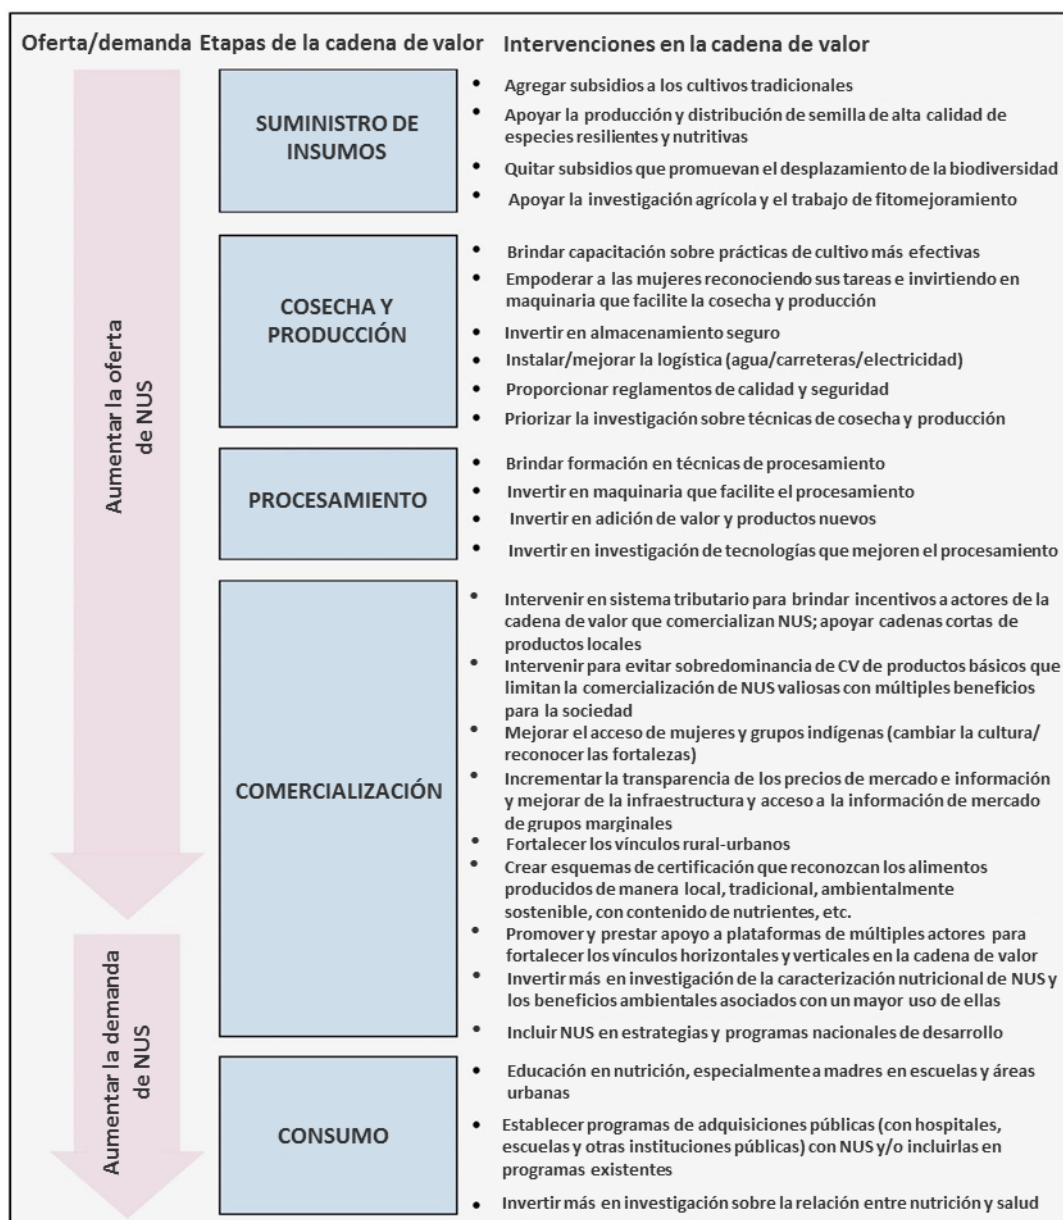 Oferta/demanda Etapas de la cadena de valor Intervenciones en la cadena de valor
Aumentar la oferta
de NUS
SUMINISTRO DE
INSUMOS
• Agregar subsidios a los cultivos tradicionales
• Apoyar la producción y distribución de semilla de alta calidad de
especies resilientes y nutritivas
• Quitar subsidios que promuevan el desplazamiento de la biodiversidad
• Apoyar la investigación agrícola y el trabajo de fitomejoramiento
COSECHA Y
PRODUCCIÓN
• Brindar capacitación sobre prácticas de cultivo más efectivas
• Empoderar a las mujeres reconociendo sus tareas e invirtiendo en
maquinaria que facilite la cosecha y producción
• Invertir en almacenamiento seguro
• Instalar/mejorar la logística (agua/carreteras/electricidad)
• Proporcionar reglamentos de calidad y seguridad
• Priorizar la investigación sobre técnicas de cosecha y producción
PROCESAMIENTO
• Brindar formación en técnicas de procesamiento
• Invertir en maquinaria que facilite el procesamiento
• Invertir en adición de valor y productos nuevos
• Invertir en investigación de tecnologías que mejoren el procesamiento
COMERCIALIZACIÓN
• Intervenir en sistema tributario para brindar incentivos a actores de la
cadena de valor que comercializan NUS; apoyar cadenas cortas de
productos locales
• Intervenir para evitar sobredominancia de CV de productos básicos que
limitan la comercialización de NUS valiosas con múltiples beneficios
para la sociedad
• Mejorar el acceso de mujeres y grupos indígenas (cambiar la cultura/
reconocer las fortalezas)
• Incrementar la transparencia de los precios de mercado e información
y mejorar de la infraestructura y acceso a la información de mercado
de grupos marginales
• Fortalecer los vínculos rural-urbanos
• Crear esquemas de certificación que reconozcan los alimentos
producidos de manera local, tradicional, ambientalmente
sostenible, con contenido de nutrientes, etc.
• Promover y prestar apoyo a plataformas de múltiples actores para
fortalecer los vínculos horizontales y verticales en la cadena de valor
• Invertir más en investigación de la caracterización nutricional de NUS y
los beneficios ambientales asociados con un mayor uso de ellas
• Incluir NUS en estrategias y programas nacionales de desarrollo
Aumentar la demanda
de NUS
CONSUMO
• Educación en nutrición, especialmente a madres en escuelas y áreas
urbanas
• Establecer programas de adquisiciones públicas (con hospitales,
escuelas y otras instituciones públicas) con NUS y/o incluirlas en
programas existentes
• Invertir más en investigación sobre la relación entre nutrición y salud